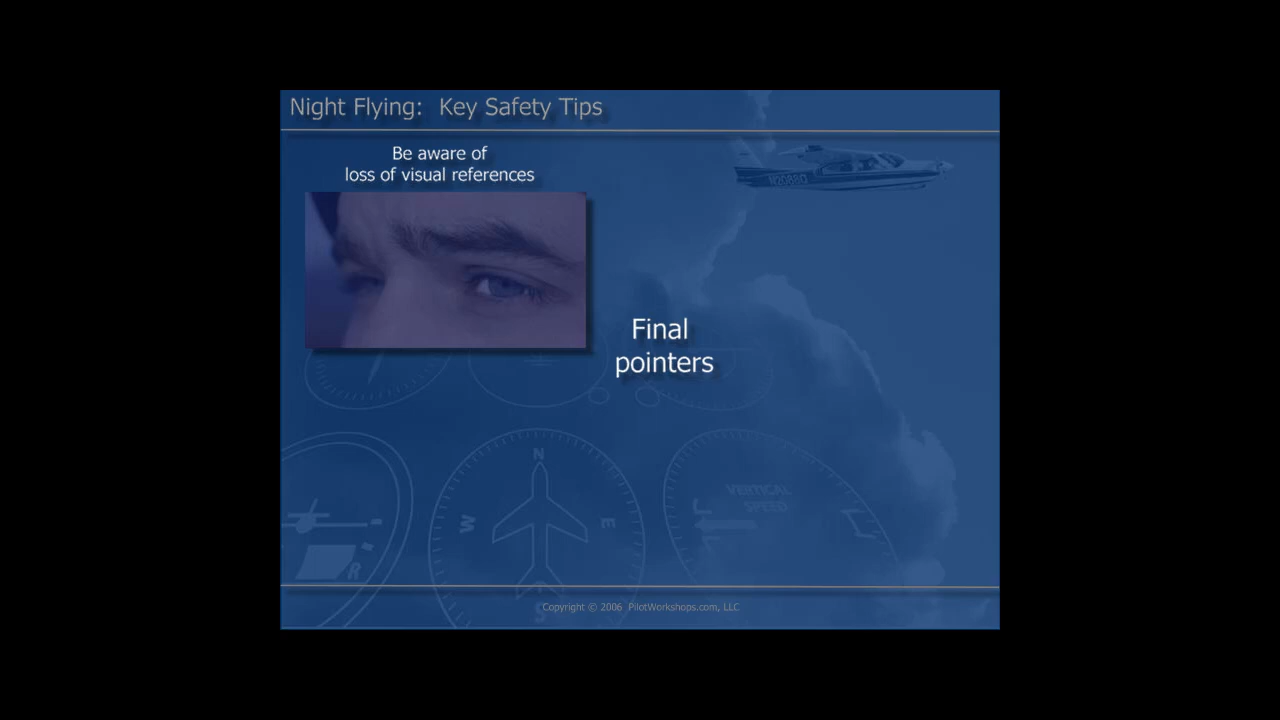 Night Flying: Key Safety Tips
Be aware of
loss of visual references
Final
pointers
N
W
E
VERTICAL
SPEED
R
S
Copyright © 2006 PilotWorkshops.com, LLC